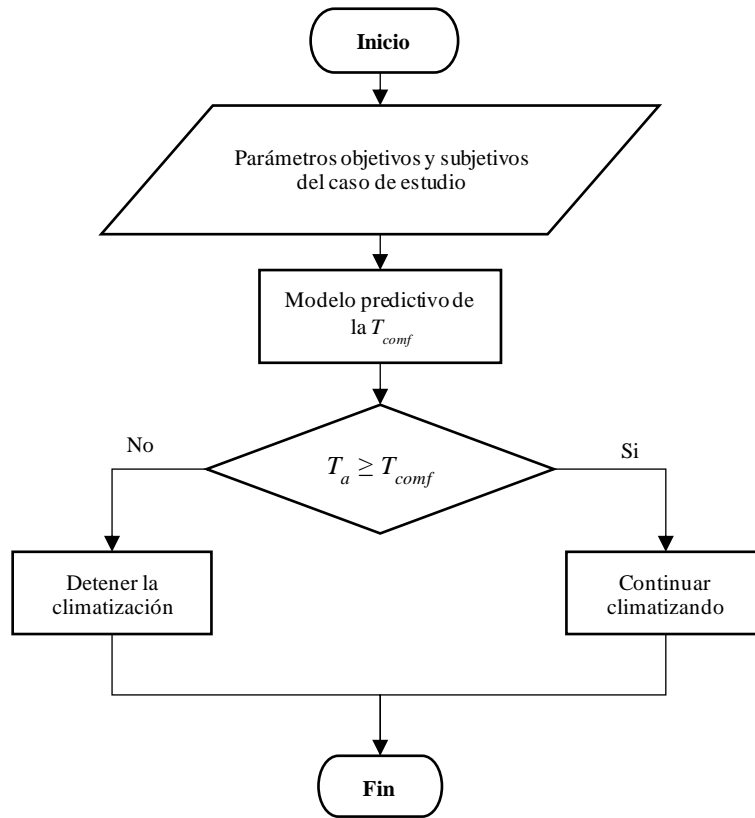 Inicio
Parámetros objetivos y subjetivos
del caso de estudio
Modelo predictivo de
la T_comf
No
T_a ≥ T_comf
Si
Detener la
climatización
Continuar
climatizando
Fin